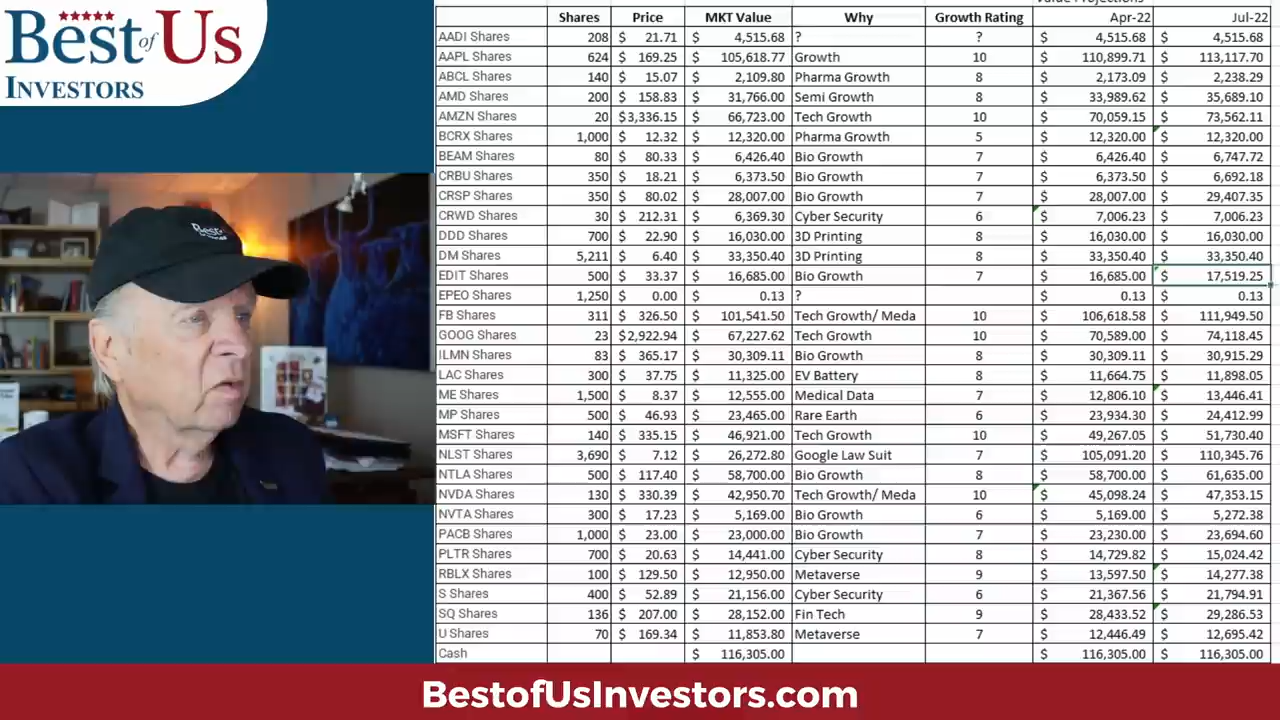 Best of Us
INVESTORS
Best of Us
Shares Price MKT Value Why Growth Rating Apr-22 Jul-22
AADI Shares 208 $ 21.71 $ 4,515.68 ? ? $ 4,515.68 $ 4,515.68
AAPL Shares 624 $ 169.25 $ 105,618.77 Growth 10 $ 110,899.71 $ 113,117.70
ABCL Shares 140 $ 15.07 $ 2,109.80 Pharma Growth 8 $ 2,173.09 $ 2,238.29
AMD Shares 200 $ 158.83 $ 31,766.00 Semi Growth 8 $ 33,989.62 $ 35,689.10
AMZN Shares 20 $3,336.15 $ 66,723.00 Tech Growth 10 $ 70,059.15 $ 73,562.11
BCRX Shares 1,000 $ 12.32 $ 12,320.00 Pharma Growth 5 $ 12,320.00 $ 12,320.00
BEAM Shares 80 $ 80.33 $ 6,426.40 Bio Growth 7 $ 6,426.40 $ 6,747.72
CRBU Shares 350 $ 18.21 $ 6,373.50 Bio Growth 7 $ 6,373.50 $ 6,692.18
CRSP Shares 350 $ 80.02 $ 28,007.00 Bio Growth 7 $ 28,007.00 $ 29,407.35
CRWD Shares 30 $ 212.31 $ 6,369.30 Cyber Security 6 $ 7,006.23 $ 7,006.23
DDD Shares 700 $ 22.90 $ 16,030.00 3D Printing 8 $ 16,030.00 $ 16,030.00
DM Shares 5,211 $ 6.40 $ 33,350.40 3D Printing 8 $ 33,350.40 $ 33,350.40
EDIT Shares 500 $ 33.37 $ 16,685.00 Bio Growth 7 $ 16,685.00 $ 17,519.25
EPEO Shares 1,250 $ 0.00 $ 0.13 ? $ 0.13 $ 0.13
FB Shares 311 $ 326.50 $ 101,541.50 Tech Growth/ Meda 10 $ 106,618.58 $ 111,949.50
GOOG Shares 23 $2,922.94 $ 67,227.62 Tech Growth 10 $ 70,589.00 $ 74,118.45
ILMN Shares 83 $ 365.17 $ 30,309.11 Bio Growth 8 $ 30,309.11 $ 30,915.29
LAC Shares 300 $ 37.75 $ 11,325.00 EV Battery 8 $ 11,664.75 $ 11,898.05
ME Shares 1,500 $ 8.37 $ 12,555.00 Medical Data 7 $ 12,806.10 $ 13,446.41
MP Shares 500 $ 46.93 $ 23,465.00 Rare Earth 6 $ 23,934.30 $ 24,412.99
MSFT Shares 140 $ 335.15 $ 46,921.00 Tech Growth 10 $ 49,267.05 $ 51,730.40
NLST Shares 3,690 $ 7.12 $ 26,272.80 Google Law Suit 7 $ 105,091.20 $ 110,345.76
NTLA Shares 500 $ 117.40 $ 58,700.00 Bio Growth 8 $ 58,700.00 $ 61,635.00
NVDA Shares 130 $ 330.39 $ 42,950.70 Tech Growth/ Meda 10 $ 45,098.24 $ 47,353.15
NVTA Shares 300 $ 17.23 $ 5,169.00 Bio Growth 6 $ 5,169.00 $ 5,272.38
PACB Shares 1,000 $ 23.00 $ 23,000.00 Bio Growth 7 $ 23,230.00 $ 23,694.60
PLTR Shares 700 $ 20.63 $ 14,441.00 Cyber Security 8 $ 14,729.82 $ 15,024.42
RBLX Shares 100 $ 129.50 $ 12,950.00 Metaverse 9 $ 13,597.50 $ 14,277.38
S Shares 400 $ 52.89 $ 21,156.00 Cyber Security 6 $ 21,367.56 $ 21,794.91
SQ Shares 136 $ 207.00 $ 28,152.00 Fin Tech 9 $ 28,433.52 $ 29,286.53
U Shares 70 $ 169.34 $ 11,853.80 Metaverse 7 $ 12,446.49 $ 12,695.42
Cash $ 116,305.00 $ 116,305.00 $ 116,305.00
BestofUsInvestors.com